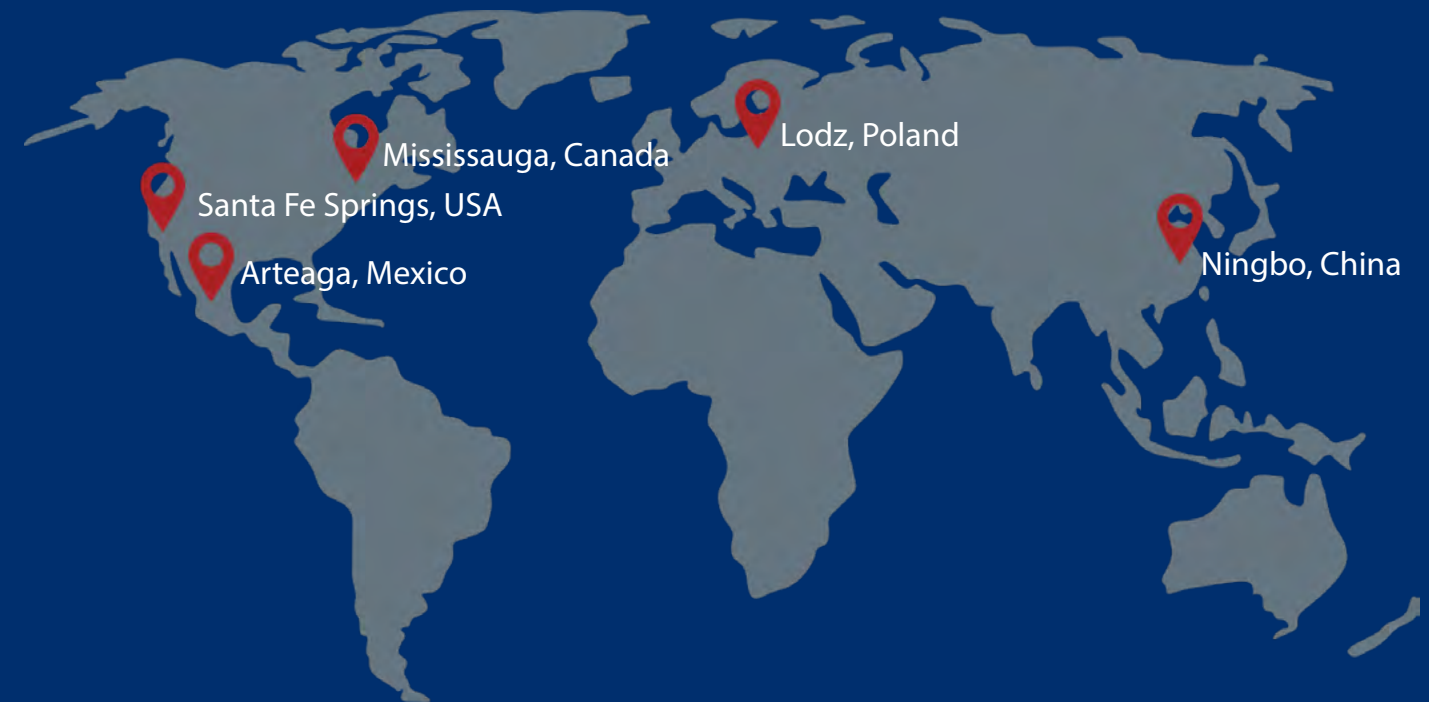 Lodz, Poland
Mississauga, Canada
Santa Fe Springs, USA
Arteaga, Mexico
Ningbo, China